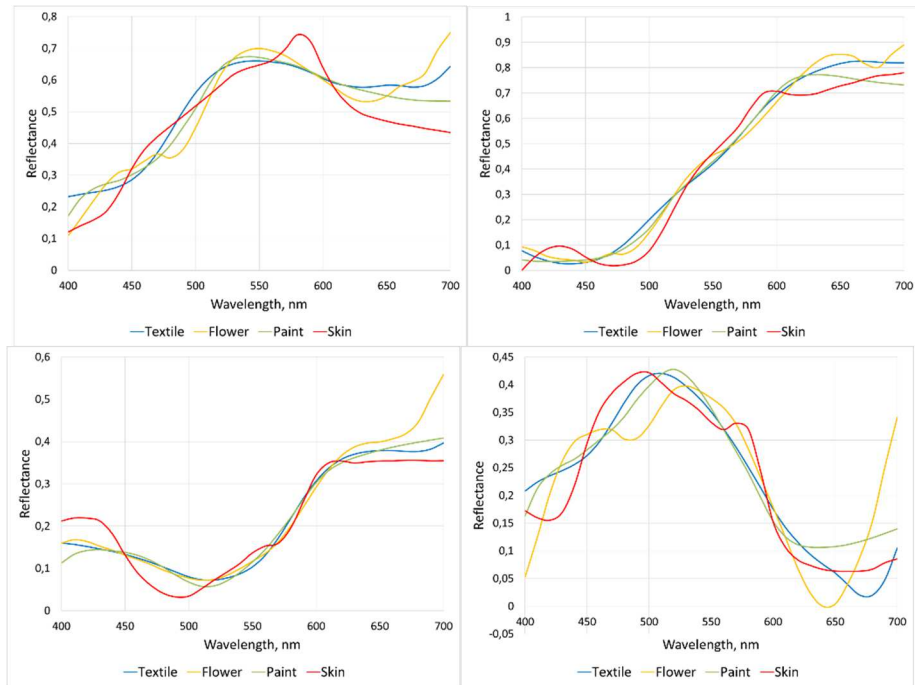 0,8
0,7
0,6
0,5
0,4
0,3
0,2
0,1
0
Reflectance
400 450 500 550 600 650 700
Wavelength, nm
Textile Flower Paint Skin
1
0,9
0,8
0,7
0,6
0,5
0,4
0,3
0,2
0,1
0
Reflectance
400 450 500 550 600 650 700
Wavelength, nm
Textile Flower Paint Skin
0,6
0,5
0,4
0,3
0,2
0,1
0
Reflectance
400 450 500 550 600 650 700
Wavelength, nm
Textile Flower Paint Skin
0,45
0,4
0,35
0,3
0,25
0,2
0,15
0,1
0,05
0
-0,05
Reflectance
400 450 500 550 600 650 700
Wavelength, nm
Textile Flower Paint Skin